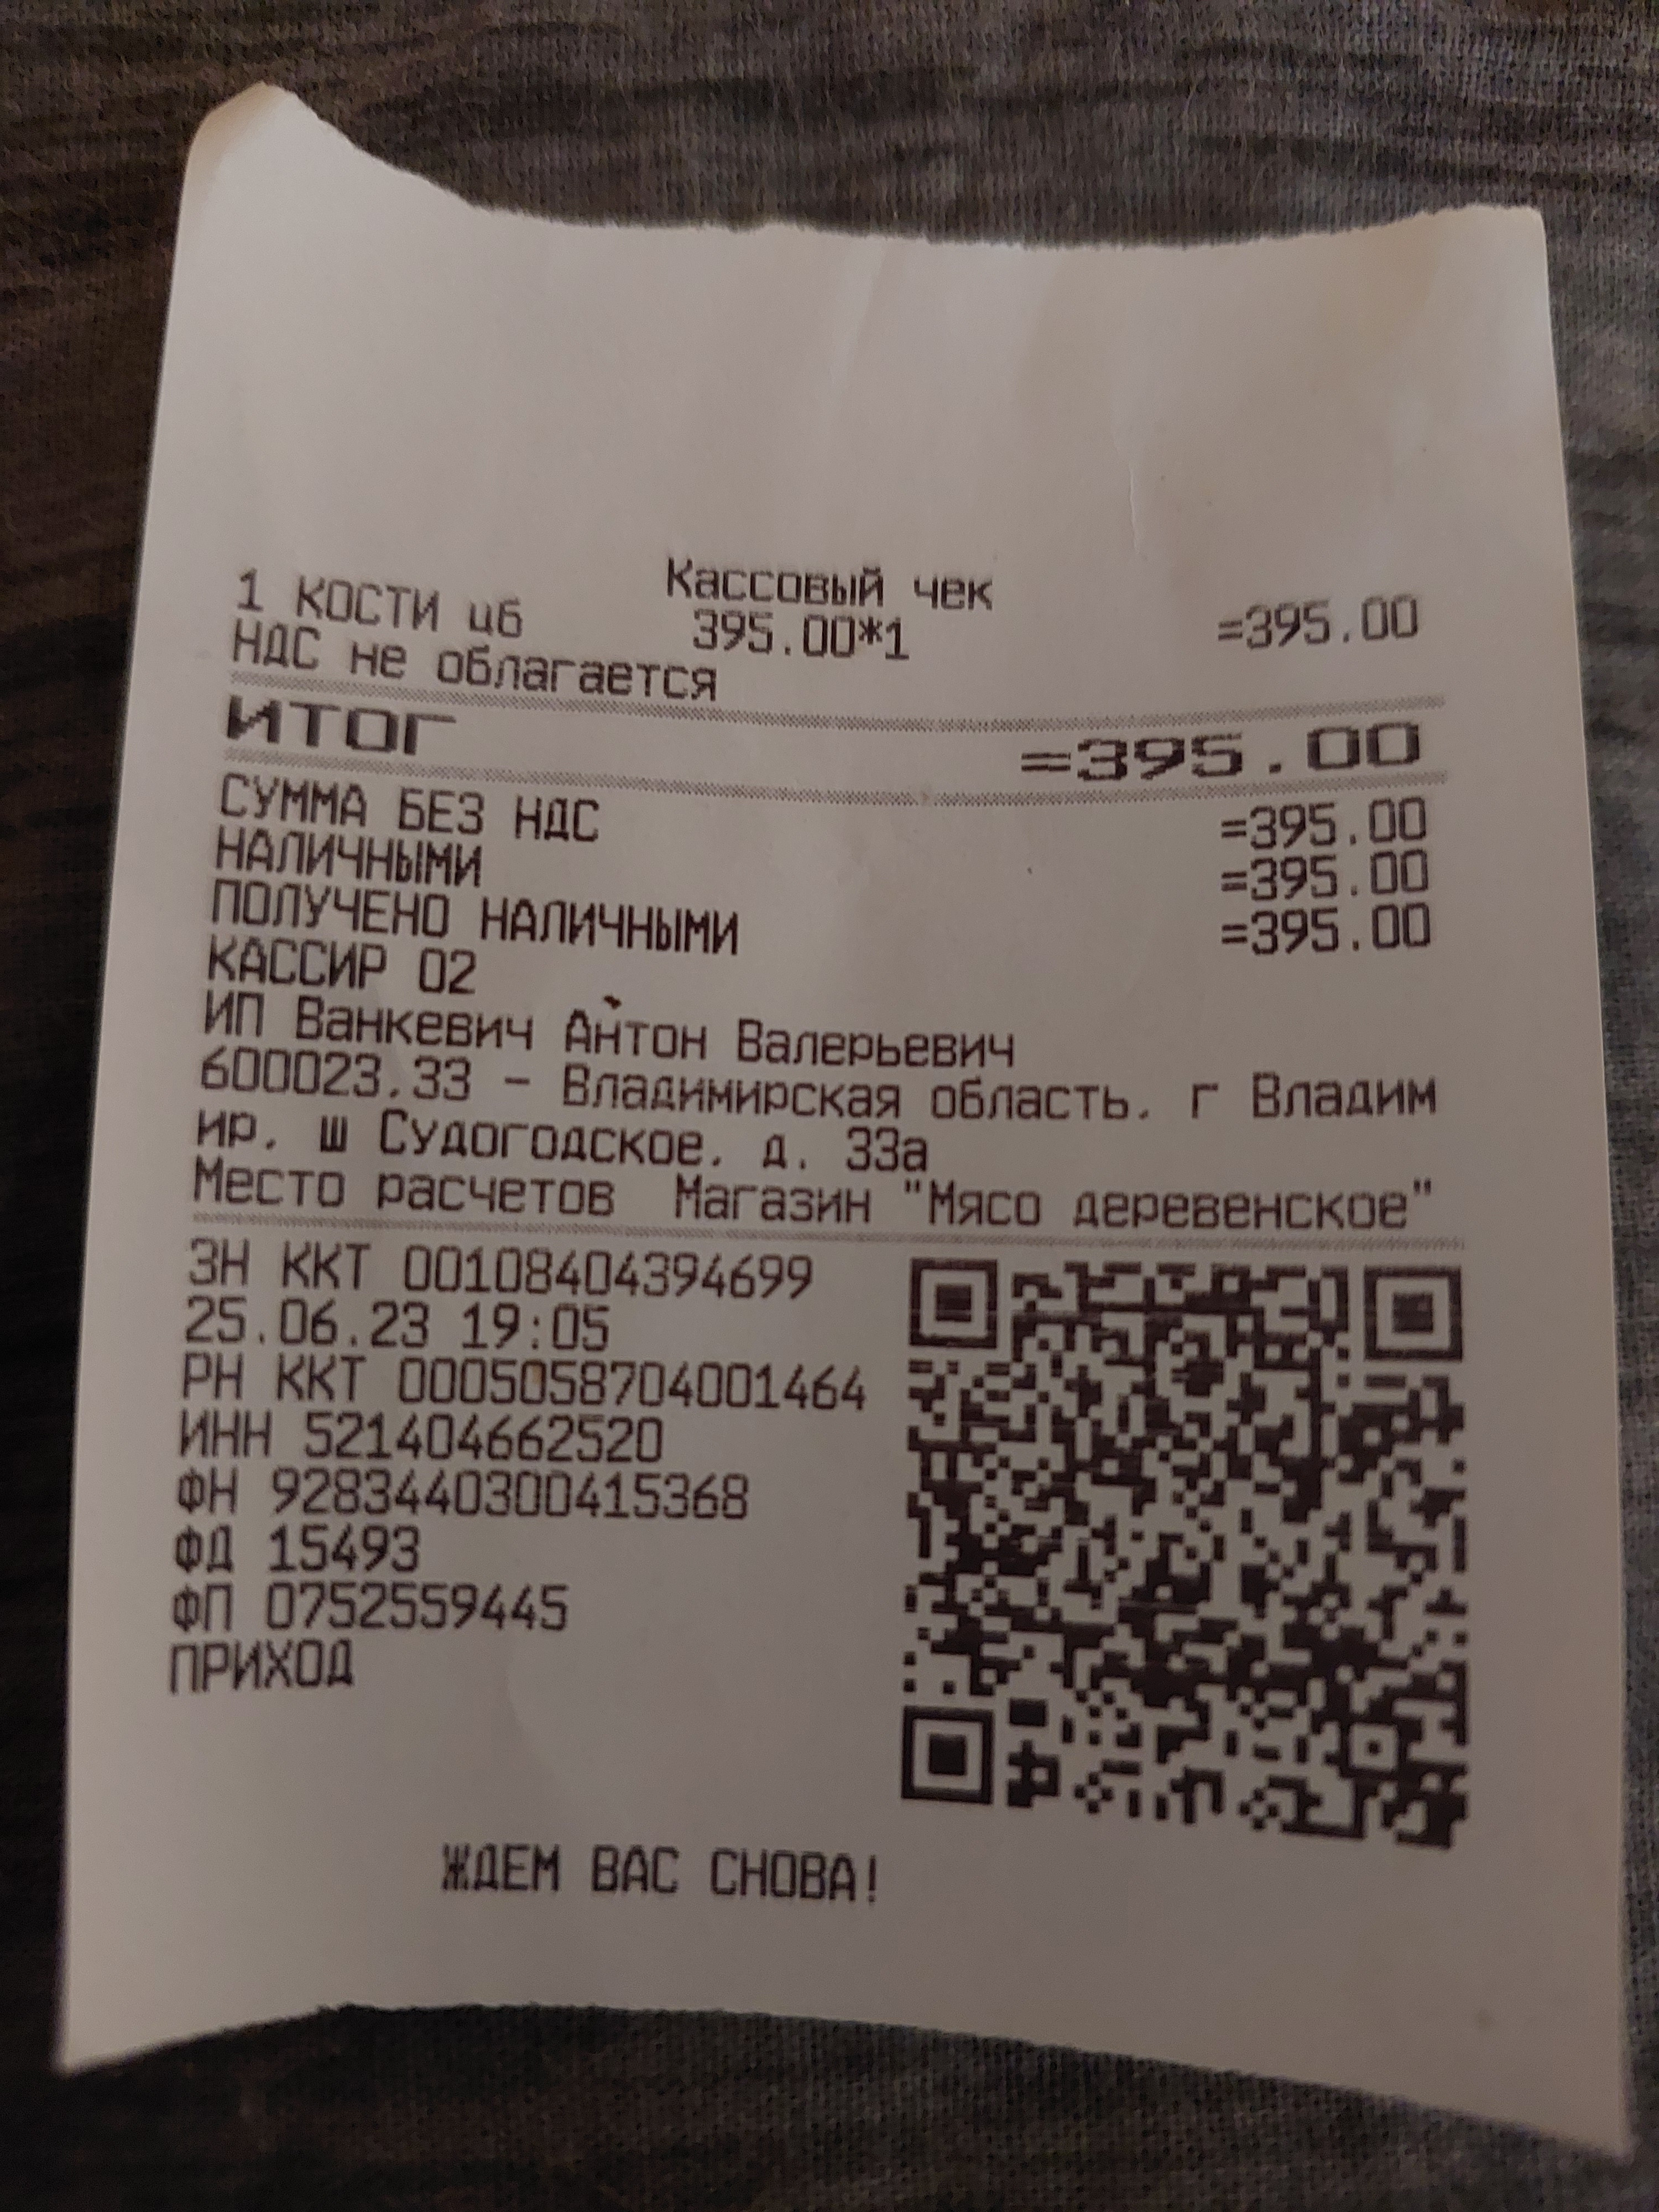 Кассовый чек
1 КОСТИ цб 395.00*1 =395.00
НДС не облагается
ИТОГ =395.00
СУММА БЕЗ НДС =395.00
НАЛИЧНЫМИ =395.00
ПОЛУЧЕНО НАЛИЧНЫМИ =395.00
КАССИР 02
ИП Ванкевич Антон Валерьевич
600023,33 - Владимирская область, г Владим
ир, ш Судогодское, д. 33а
Место расчетов Магазин "Мясо деревенское"
ЗН ККТ 00108404394699
25.06.23 19:05
РН ККТ 0005058704001464
ИНН 521404662520
ФН 9283440300415368
ФД 15493
ФП 0752559445
ПРИХОД
ЖДЕМ ВАС СНОВА!